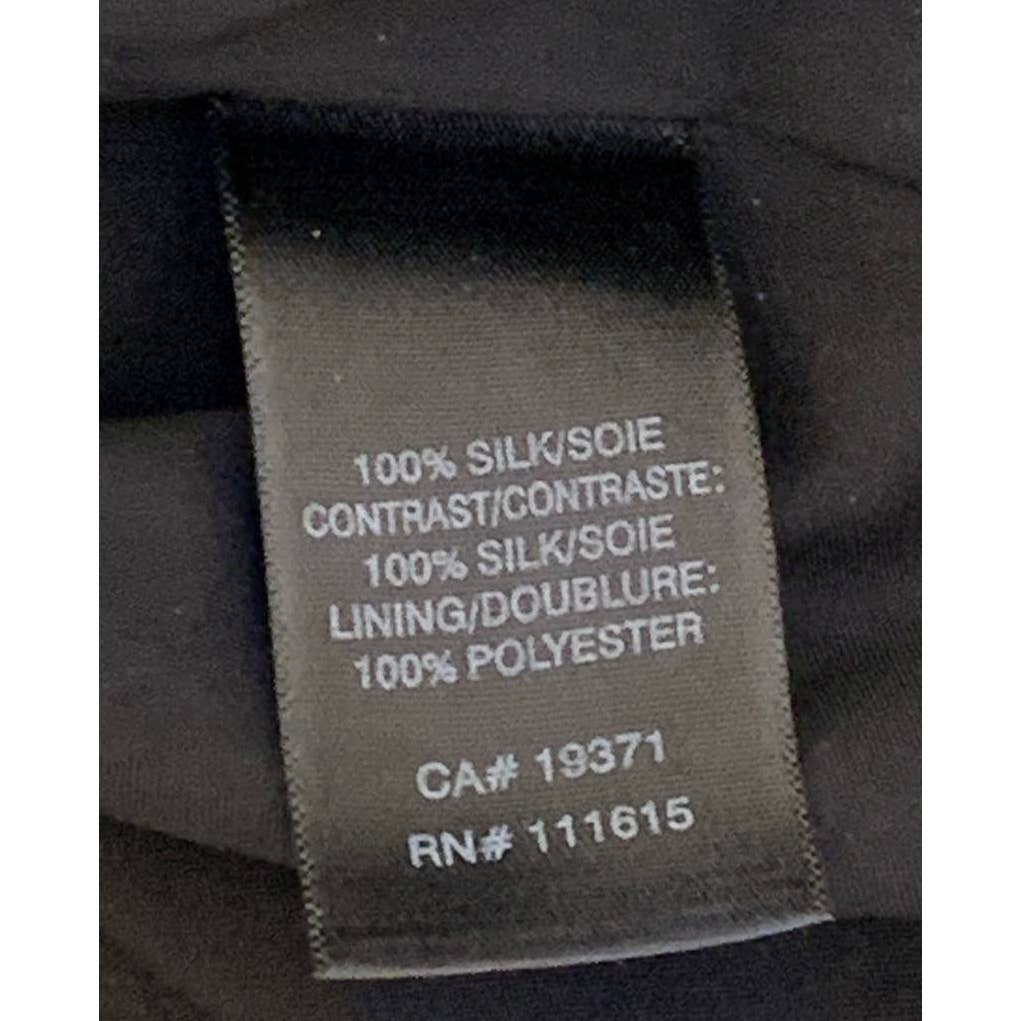 100% SILK/SOIE
CONTRAST/CONTRASTE:
100% SILK/SOIE
LINING/DOUBLURE:
100% POLYESTER
CA# 19371
RN# 111615